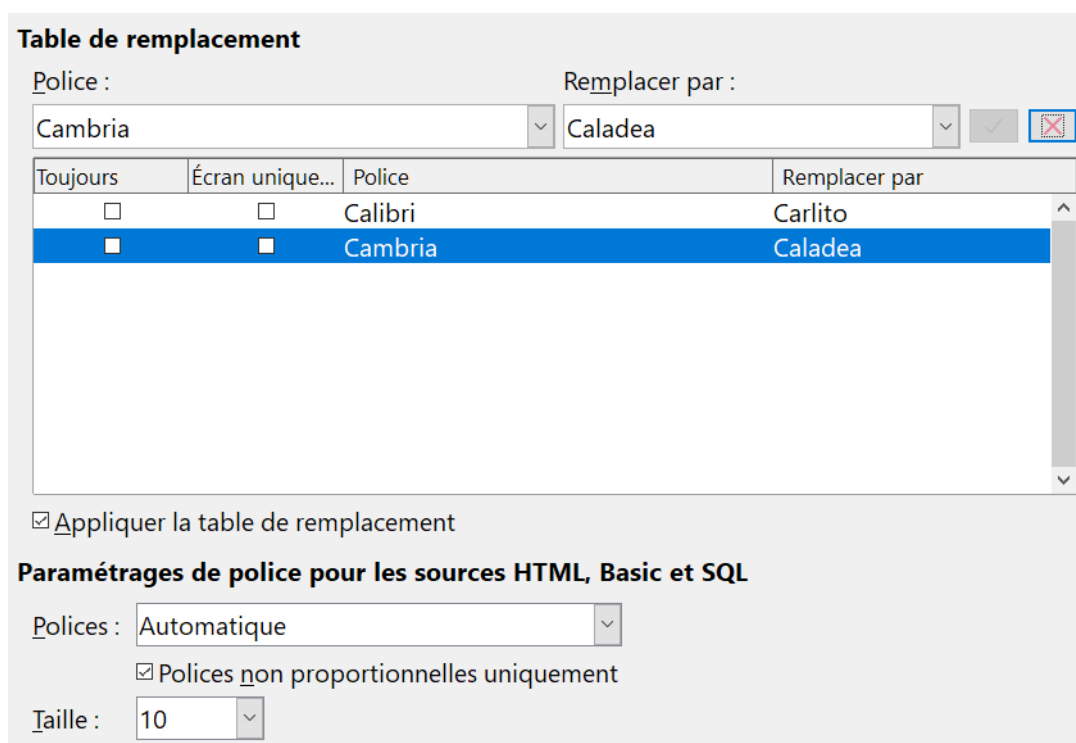 Table de remplacement
Police : Remplacer par :
Cambria Caladea
Toujours Écran unique... Police Remplacer par
Calibri Carlito
Cambria Caladea
Appliquer la table de remplacement
Paramétrages de police pour les sources HTML, Basic et SQL
Polices : Automatique
Polices non proportionnelles uniquement
Taille : 10